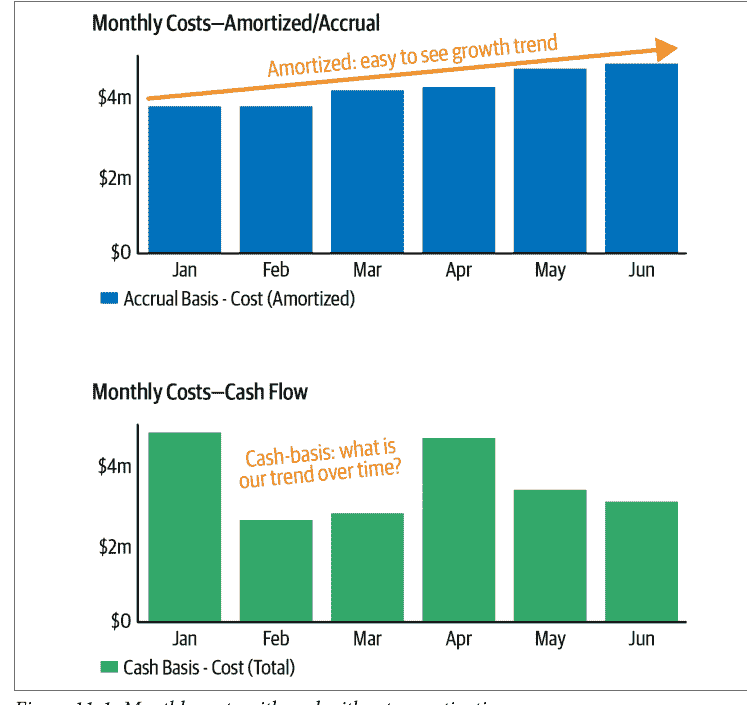 Monthly Costs—Amortized/Accrual
Amortized: easy to see growth trend
$4m
$2m
$0
Jan Feb Mar Apr May Jun
Accrual Basis - Cost (Amortized)
Monthly Costs—Cash Flow
Cash-basis: what is
our trend over time?
$4m
$2m
$0
Jan Feb Mar Apr May Jun
Cash Basis - Cost (Total)